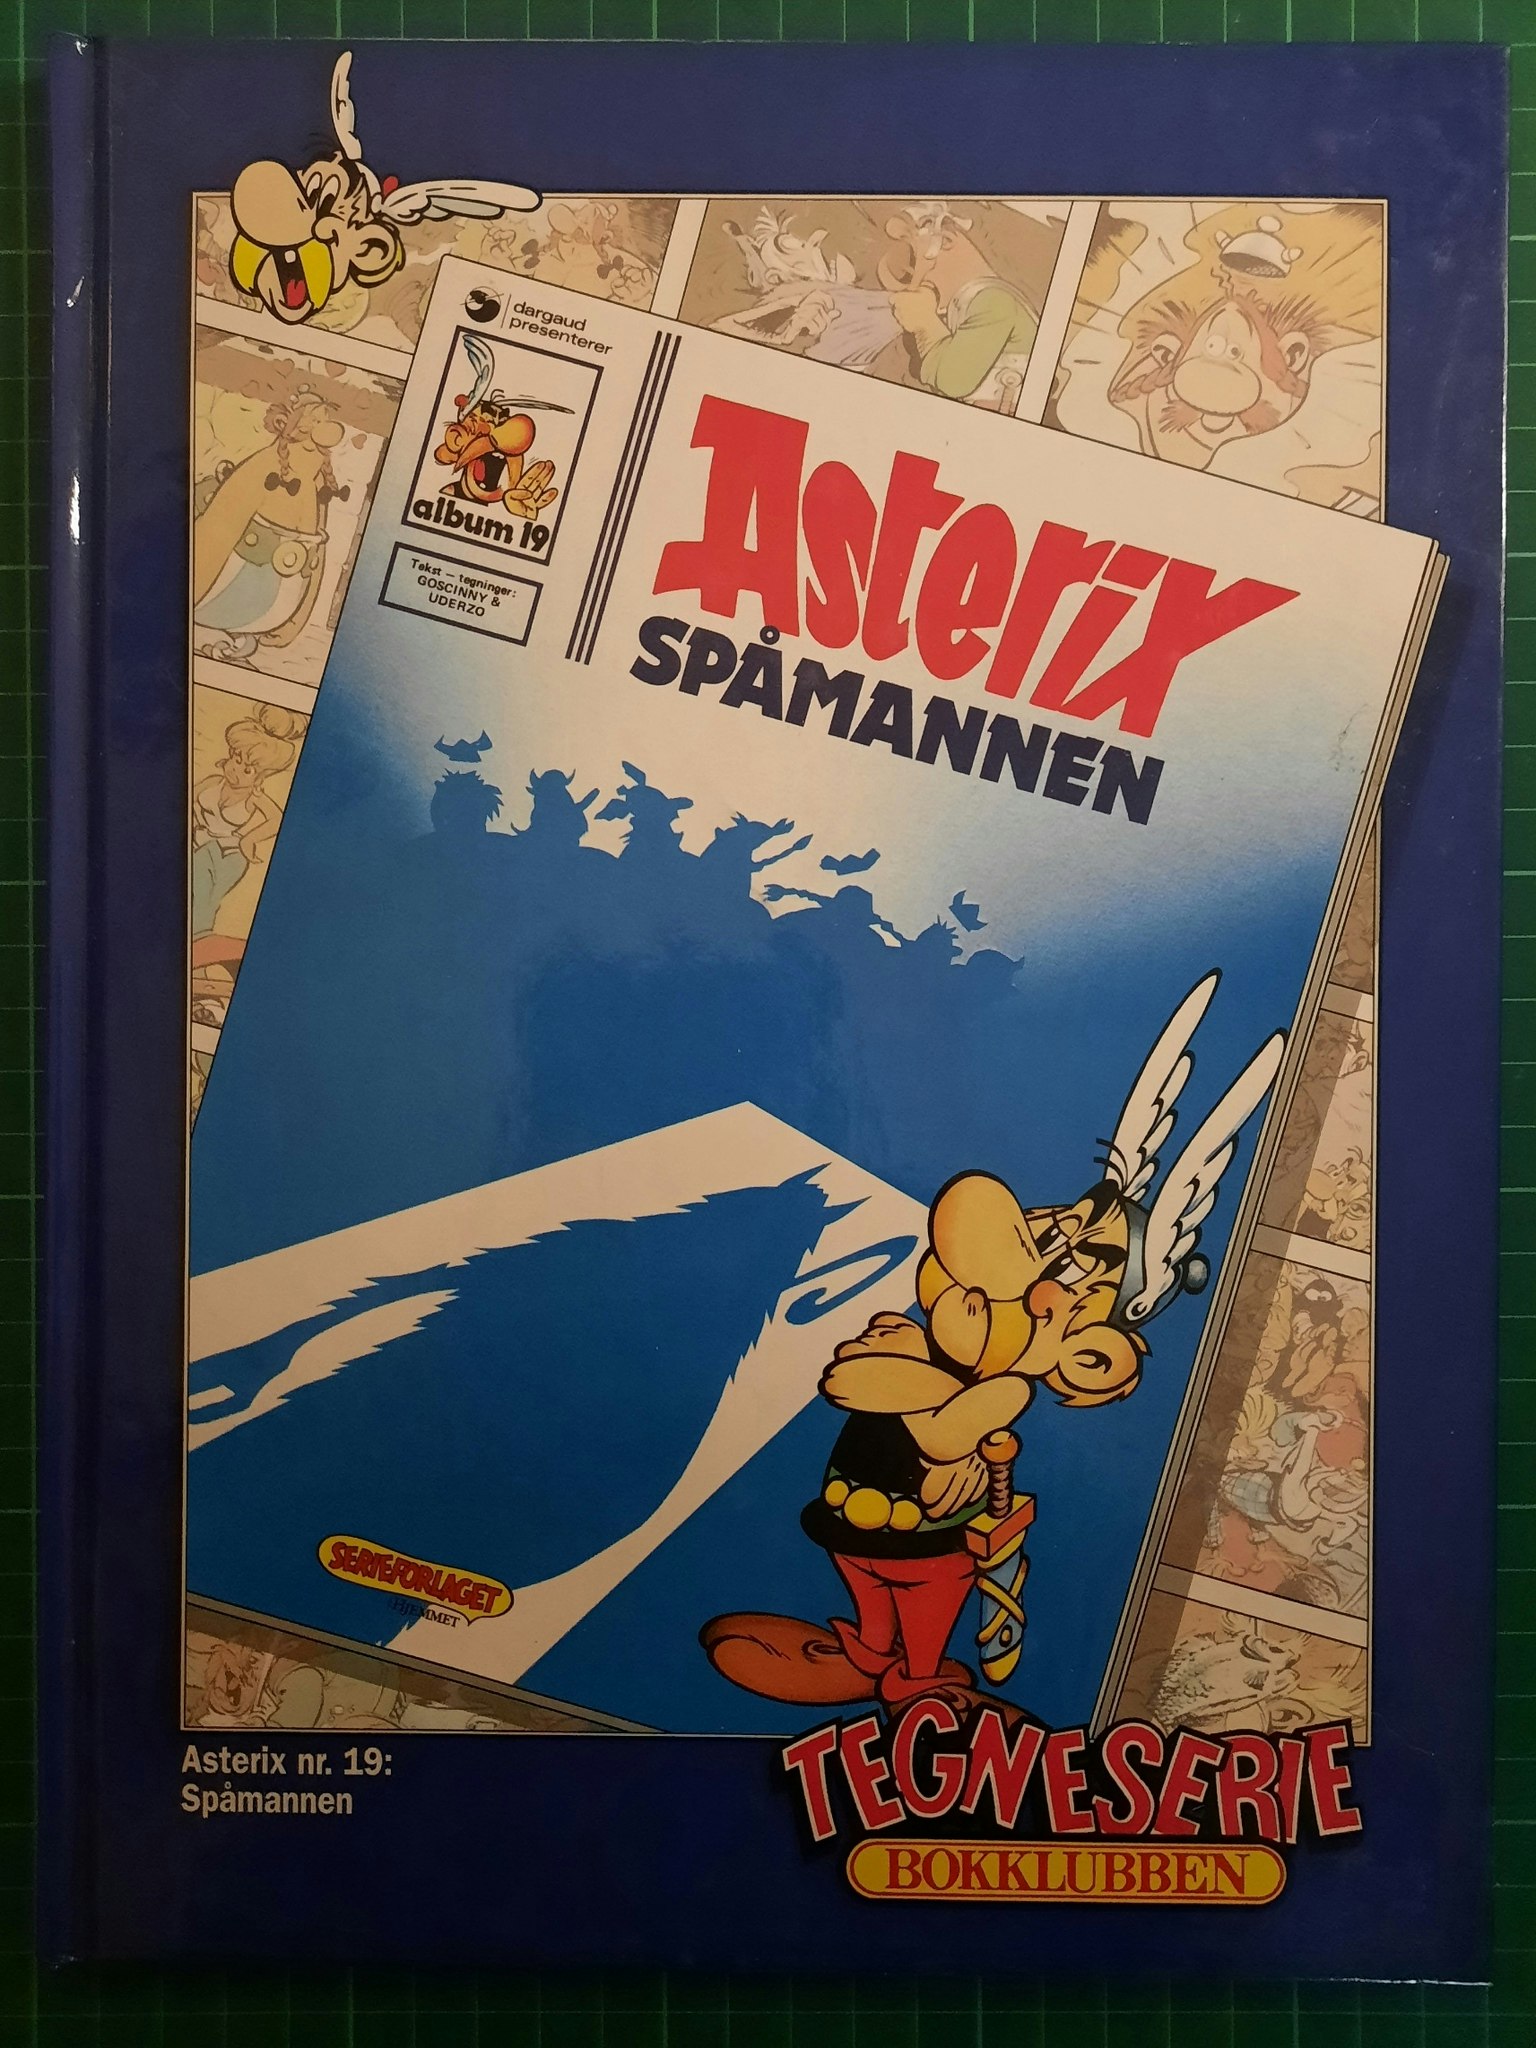 dargaud
presenterer
album 19
Tekst – tegninger:
GOSCINNY &
UDERZO
Asterix
SPÅMANNEN
SERIEFORLAGET
HJEMMET
Asterix nr. 19:
Spåmannen
TEGNESERIE
BOKKLUBBEN